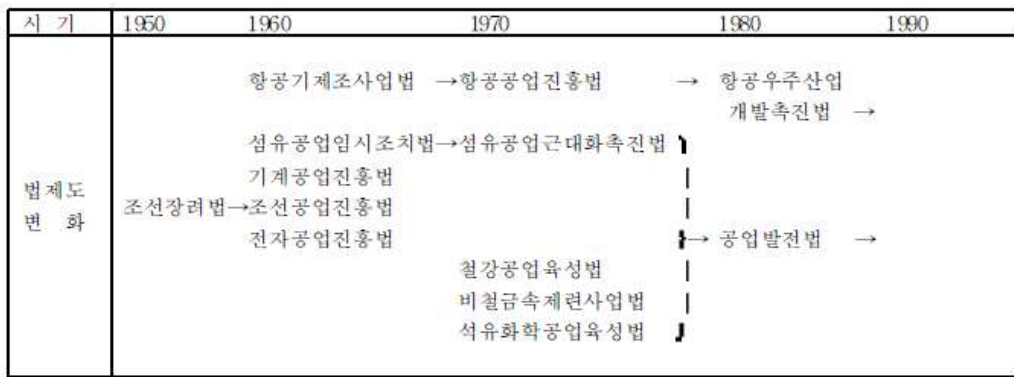 시 기 1950 1960 1970 1980 1990
항공기제조사업법 →항공공업진흥법 → 항공우주산업
개발촉진법 →
섬유공업임시조치법→섬유공업근대화촉진법
기계공업진흥법
법제도
조선장려법→조선공업진흥법
변 화
전자공업진흥법 → 공업발전법 →
철강공업육성법
비철금속제련사업법
석유화학공업육성법